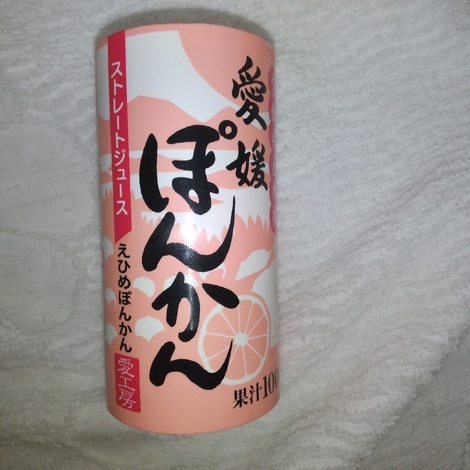 愛媛
ぽんかん
ストレートジュース
えひめぽんかん
愛工房
果汁100